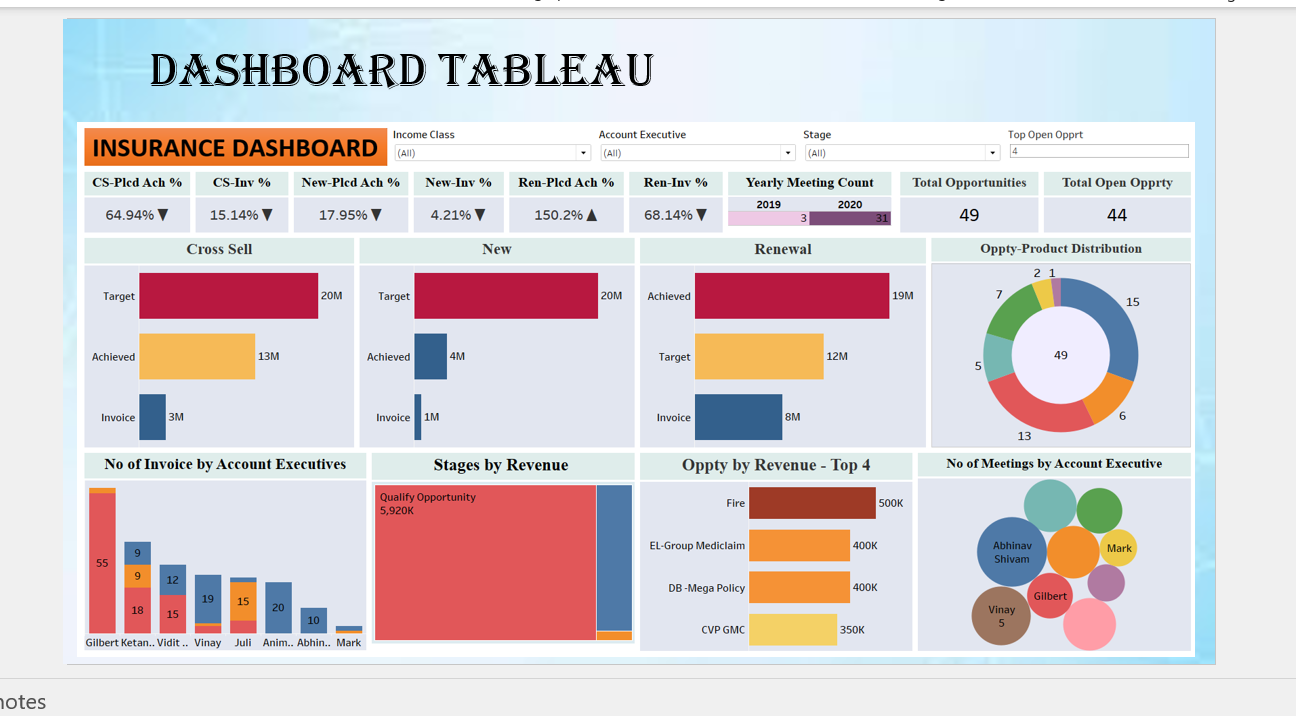 DASHBOARD TABLEAU
INSURANCE DASHBOARD
Income Class
(All)
Account Executive
(All)
Stage
(All)
Top Open Opprt
4
CS-Plcd Ach %
64.94%▼
CS-Inv %
15.14%▼
New-Plcd Ach %
17.95%▼
New-Inv %
4.21%▼
Ren-Plcd Ach %
150.2%▲
Ren-Inv %
68.14%▼
Yearly Meeting Count
2019 2020
3 31
Total Opportunities
49
Total Open Opprty
44
Cross Sell
Target 20M
Achieved 13M
Invoice 3M
New
Target 20M
Achieved 4M
Invoice 1M
Renewal
Achieved 19M
Target 12M
Invoice 8M
Oppty-Product Distribution
2 1
7
15
49
5
6
13
No of Invoice by Account Executives
55
9
9
18
12
15
19
15
20
10
Gilbert Ketan.. Vidit .. Vinay Juli Anim.. Abhin.. Mark
Stages by Revenue
Qualify Opportunity
5,920K
Oppty by Revenue - Top 4
Fire 500K
EL-Group Mediclaim 400K
DB -Mega Policy 400K
CVP GMC 350K
No of Meetings by Account Executive
Abhinav
Shivam
Mark
Gilbert
Vinay
5
notes